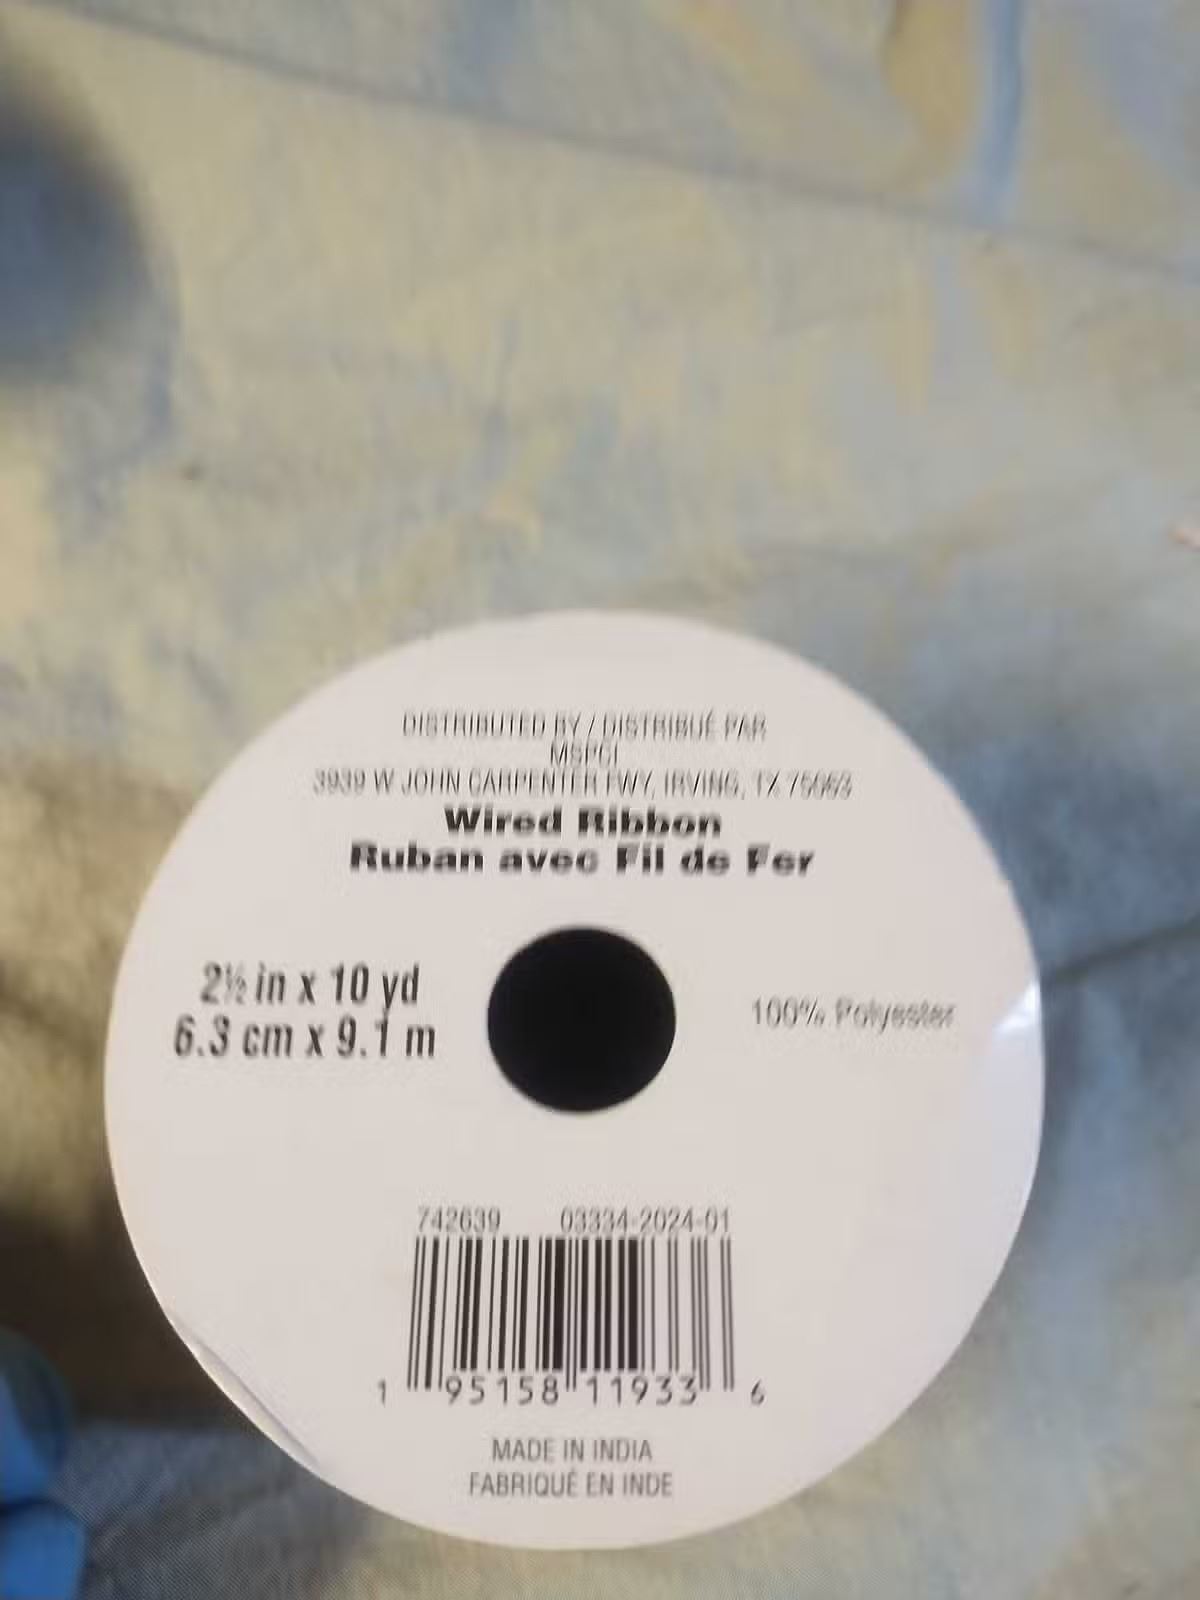 DISTRIBUTED BY / DISTRIBUÉ PAR
MSPCI
3939 W JOHN CARPENTER FWY, IRVING, TX 75063
Wired Ribbon
Ruban avec Fil de Fer
2½ in x 10 yd
6.3 cm x 9.1 m
100% Polyester
742639 03334-2024-01
1 95158 11933 6
MADE IN INDIA
FABRIQUÉ EN INDE